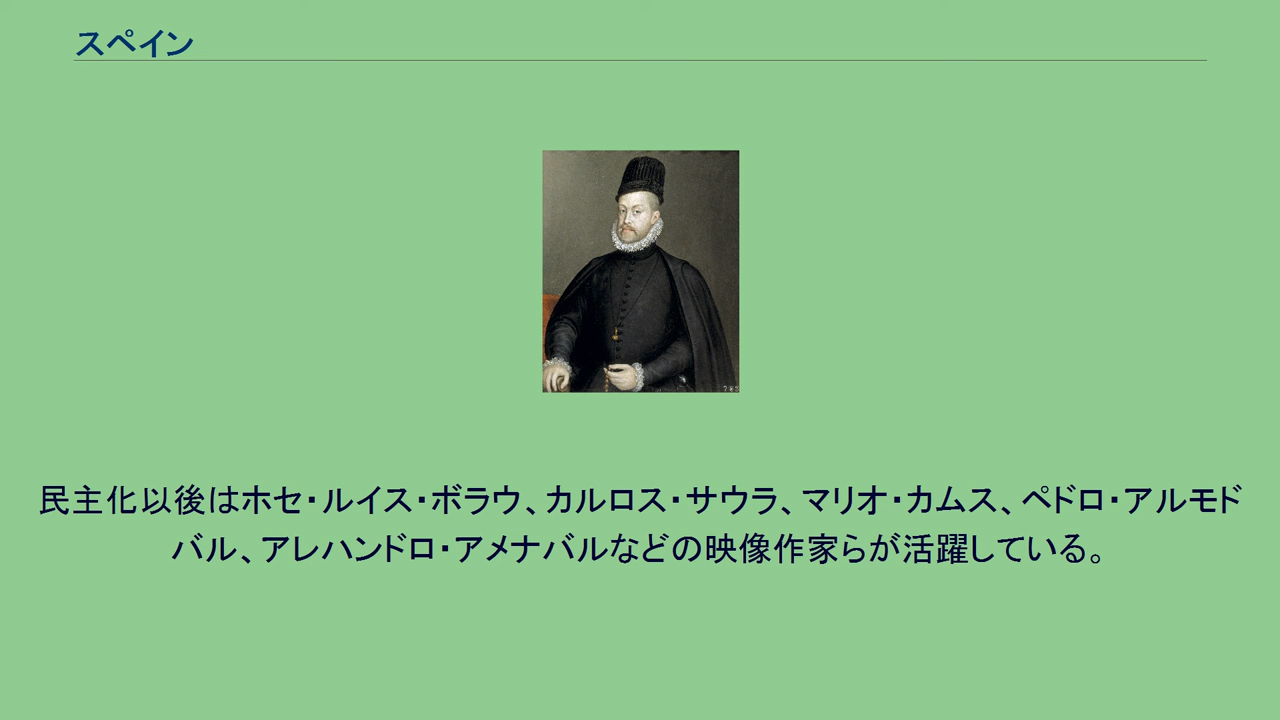 スペイン
民主化以後はホセ・ルイス・ボラウ、カルロス・サウラ、マリオ・カムス、ペドロ・アルモド
バル、アレハンドロ・アメナバルなどの映像作家らが活躍している。